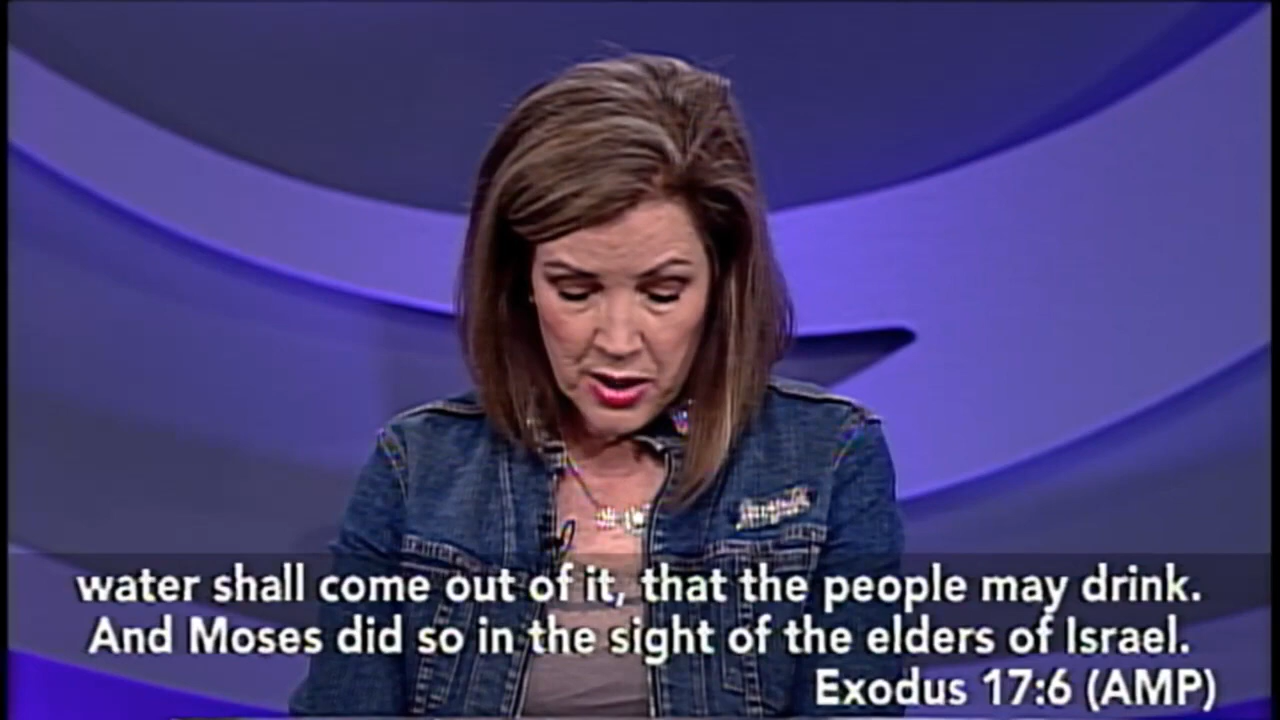 water shall come out of it, that the people may drink.
And Moses did so in the sight of the elders of Israel.
Exodus 17:6 (AMP)